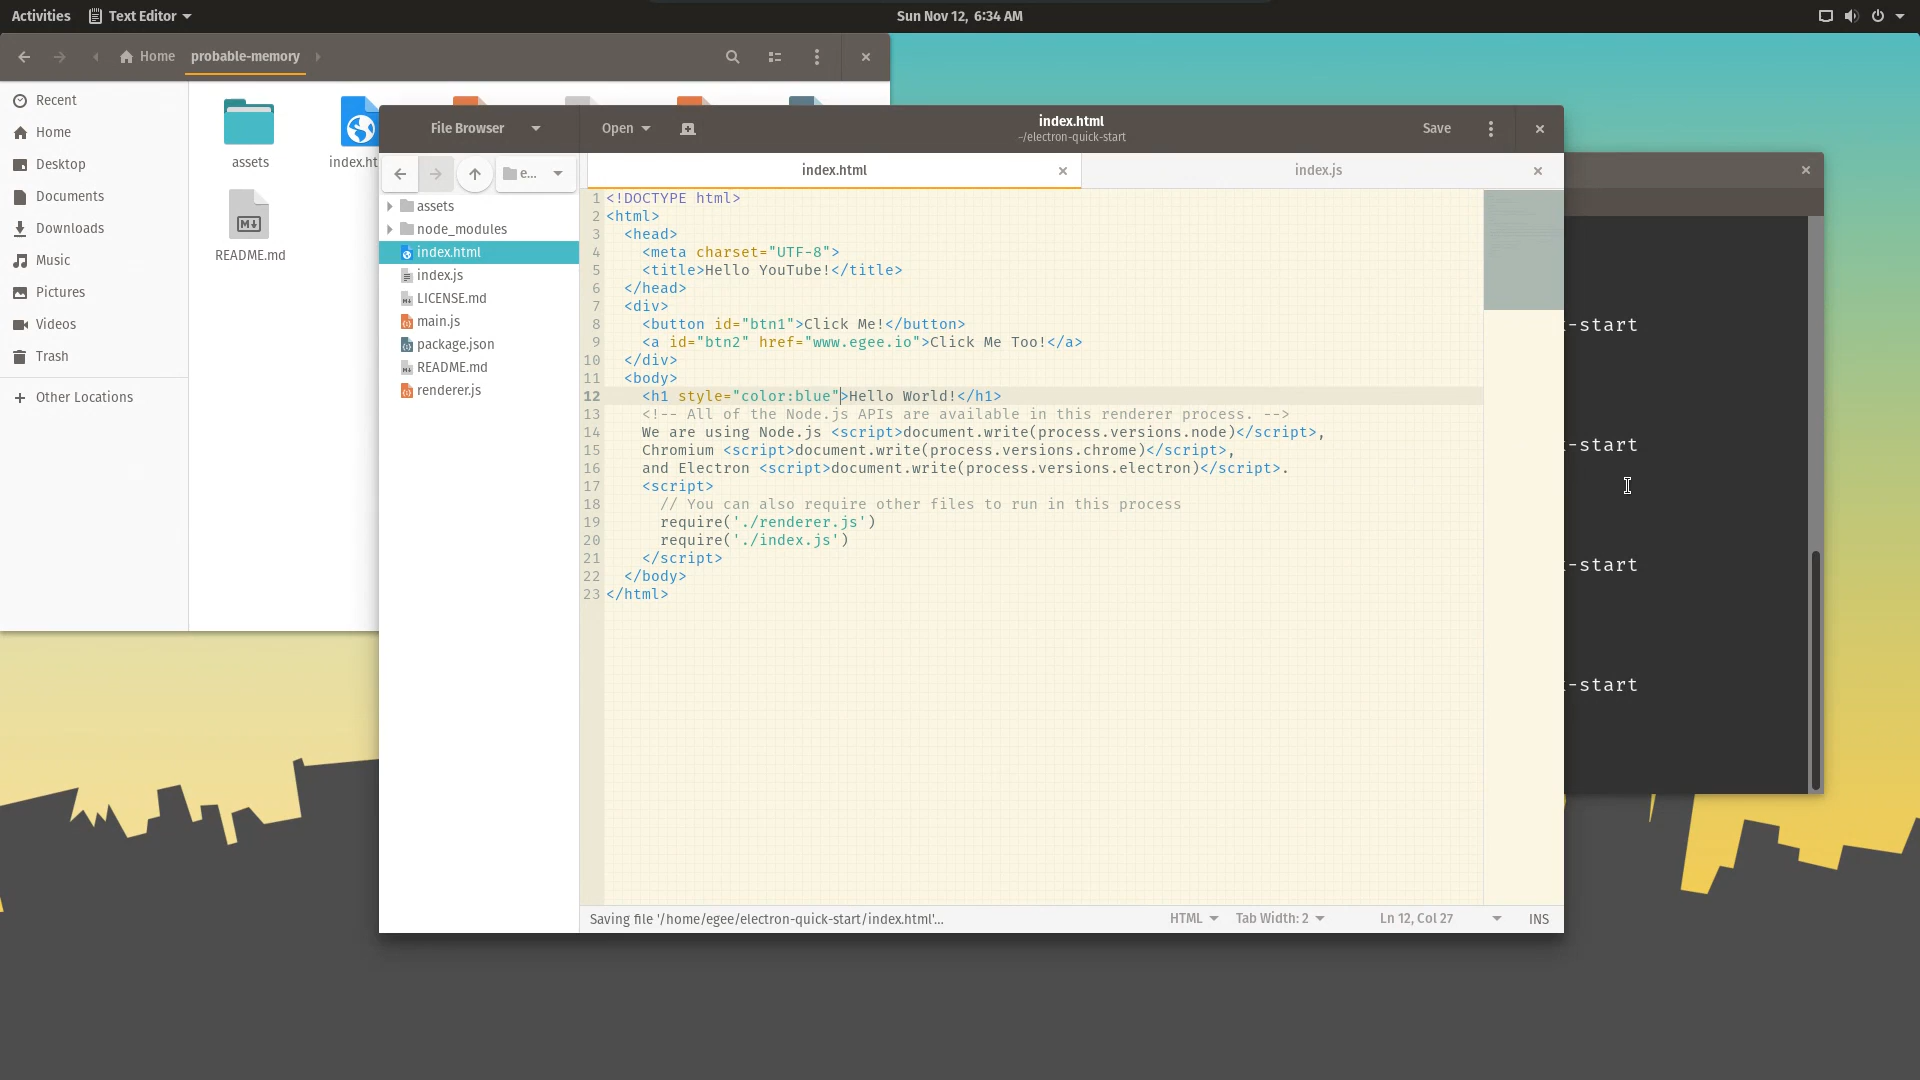 Activities
Text Editor
Sun Nov 12, 6:34 AM
Home
probable-memory
Recent
Home
Desktop
Documents
Downloads
Music
Pictures
Videos
Trash
Other Locations
assets
index.ht
README.md
File Browser
Open
index.html
~/electron-quick-start
Save
e...
assets
node_modules
index.html
index.js
LICENSE.md
main.js
package.json
README.md
renderer.js
index.html
index.js
1 <!DOCTYPE html>
2 <html>
3   <head>
4     <meta charset="UTF-8">
5     <title>Hello YouTube!</title>
6   </head>
7   <div>
8     <button id="btn1">Click Me!</button>
9     <a id="btn2" href="www.egee.io">Click Me Too!</a>
10   </div>
11   <body>
12     <h1 style="color:blue">Hello World!</h1>
13     <!-- All of the Node.js APIs are available in this renderer process. -->
14     We are using Node.js <script>document.write(process.versions.node)</script>,
15     Chromium <script>document.write(process.versions.chrome)</script>,
16     and Electron <script>document.write(process.versions.electron)</script>.
17     <script>
18       // You can also require other files to run in this process
19       require('./renderer.js')
20       require('./index.js')
21     </script>
22   </body>
23 </html>
Saving file '/home/egee/electron-quick-start/index.html'...
HTML
Tab Width: 2
Ln 12, Col 27
INS
-start
-start
-start
-start